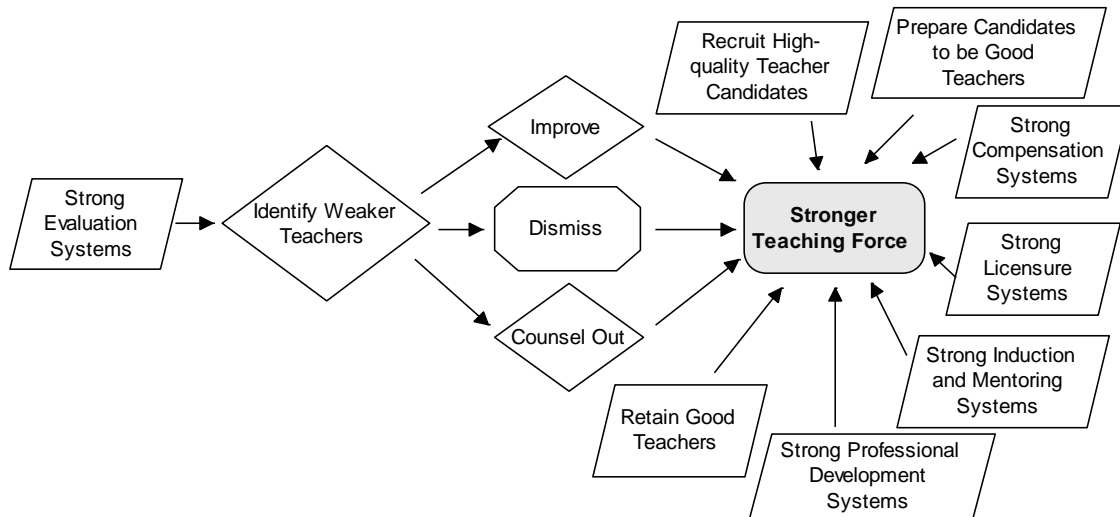 Strong
Evaluation
Systems
Identify Weaker
Teachers
Improve
Dismiss
Counsel Out
Recruit High-
quality Teacher
Candidates
Prepare Candidates
to be Good
Teachers
Strong
Compensation
Systems
Stronger
Teaching Force
Strong
Licensure
Systems
Strong Induction
and Mentoring
Systems
Retain Good
Teachers
Strong Professional
Development
Systems